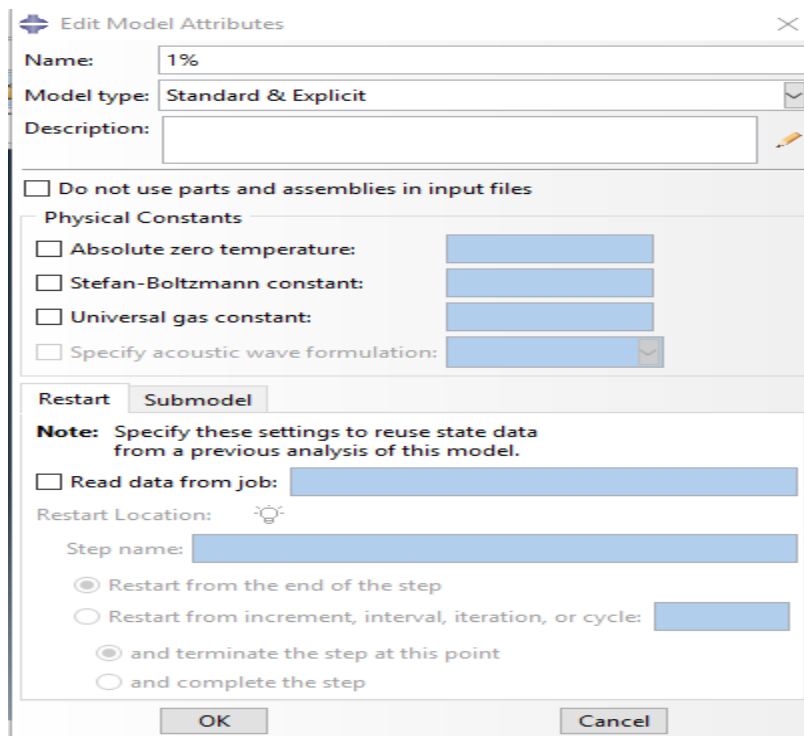 Edit Model Attributes
Name: 1%
Model type: Standard & Explicit
Description:
Do not use parts and assemblies in input files
Physical Constants
Absolute zero temperature:
Stefan-Boltzmann constant:
Universal gas constant:
Specify acoustic wave formulation:
Restart Submodel
Note: Specify these settings to reuse state data
from a previous analysis of this model.
Read data from job:
Restart Location:
Step name:
Restart from the end of the step
Restart from increment, interval, iteration, or cycle:
and terminate the step at this point
and complete the step
OK Cancel